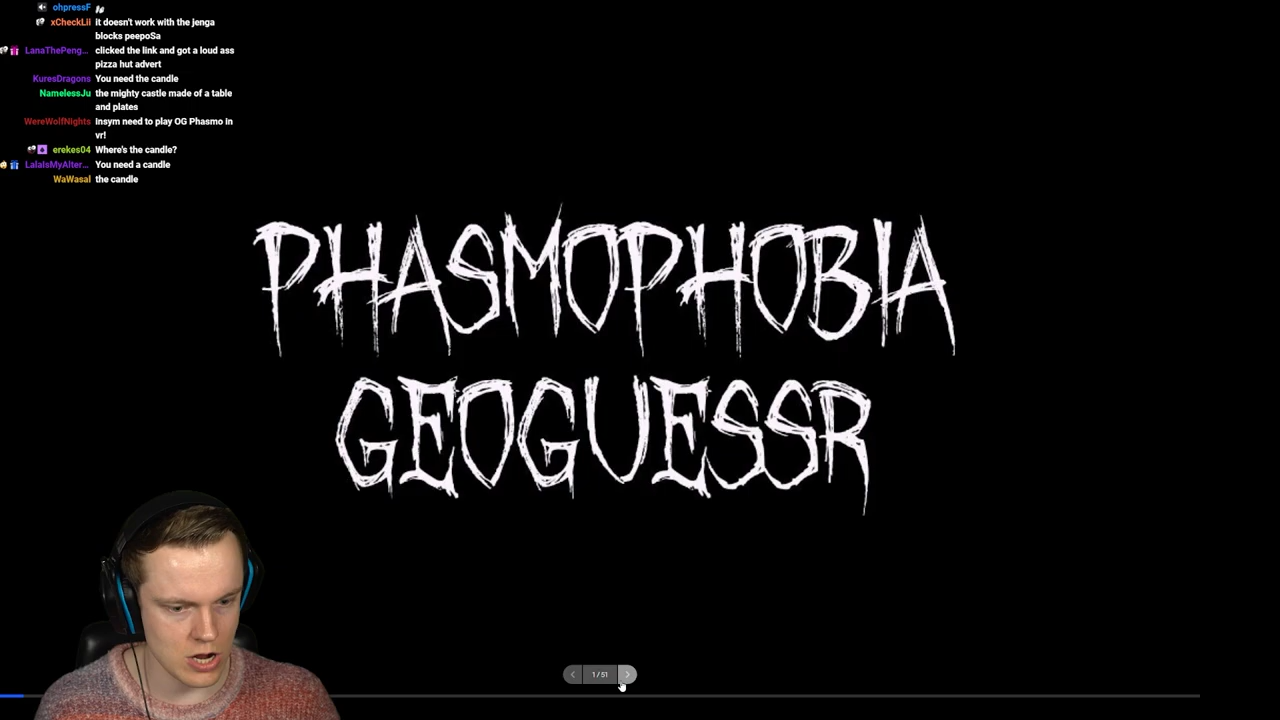 ohpressF
xCheckLii it doesn't work with the jenga
blocks peepoSa
LanaThePeng... clicked the link and got a loud ass
pizza hut advert
KuresDragons You need the candle
NamelessJu the mighty castle made of a table
and plates
WereWolfNights insym need to play OG Phasmo in
vr!
erekes04 Where's the candle?
LalaIsMyAlter... You need a candle
WaWasal the candle
PHASMOPHOBIA
GEOGUESSR
1 / 51